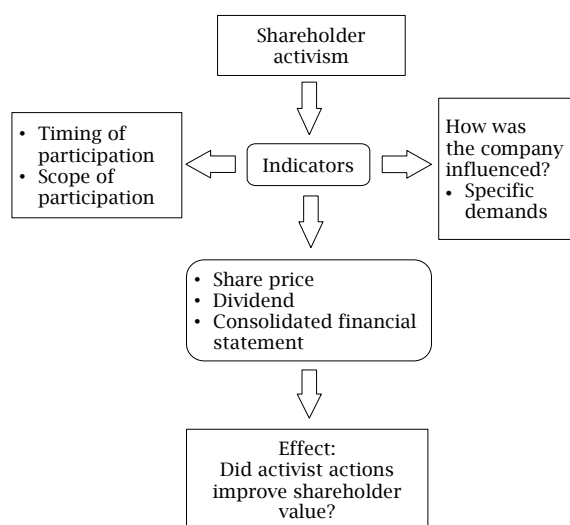 Shareholder
activism
• Timing of
participation
• Scope of
participation
Indicators
How was
the company
influenced?
• Specific
demands
• Share price
• Dividend
• Consolidated financial
statement
Effect:
Did activist actions
improve shareholder
value?